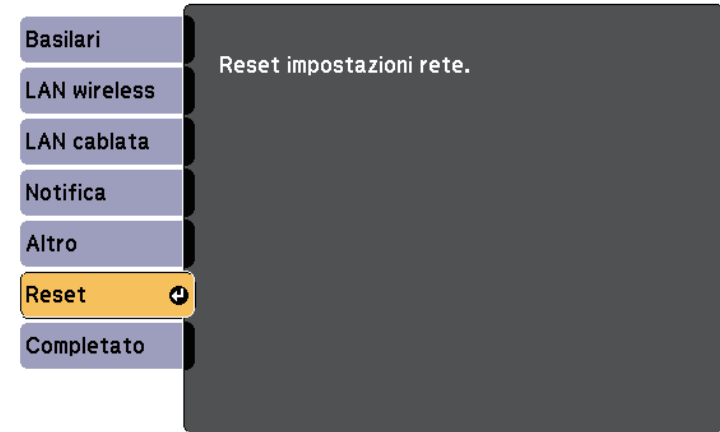 Basilari
LAN wireless
LAN cablata
Notifica
Altro
Reset
Completato
Reset impostazioni rete.